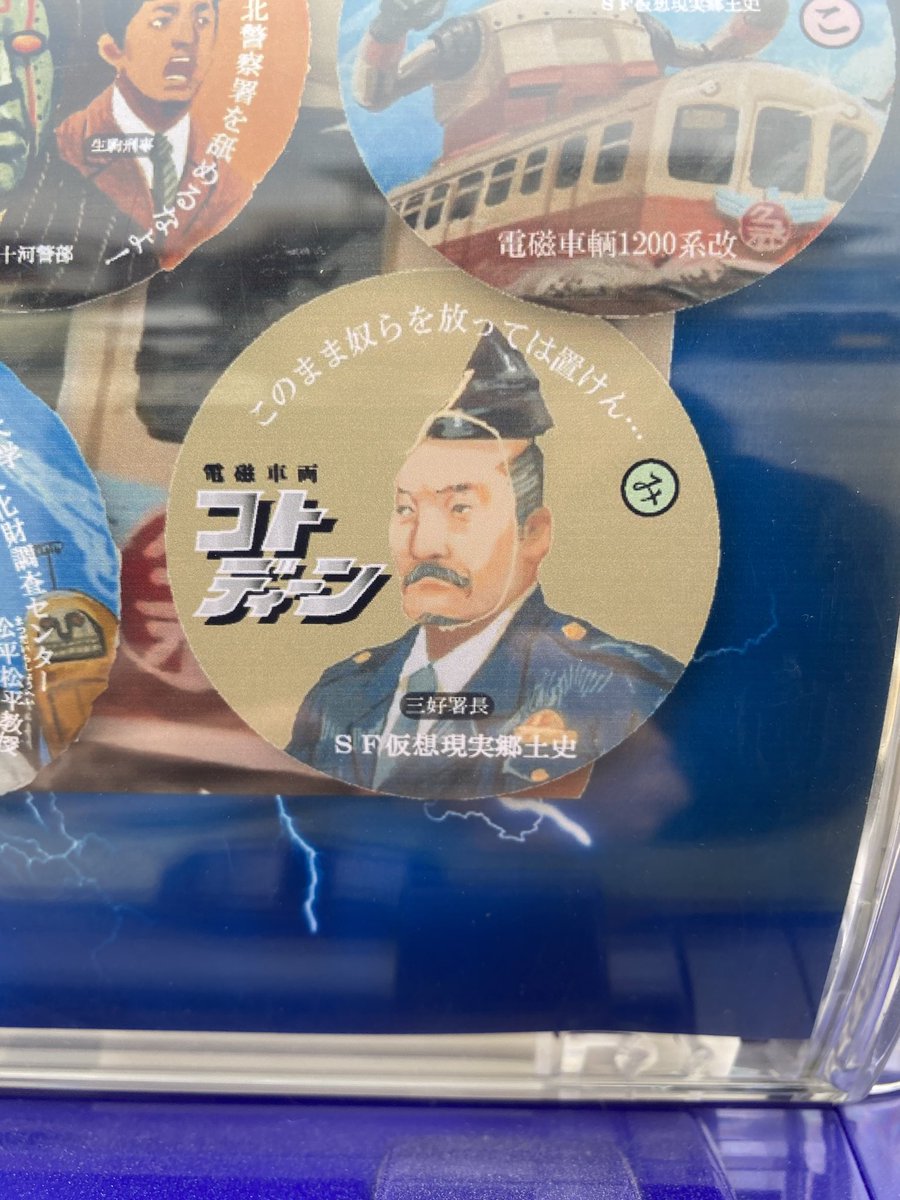 北警察署を舐めるなよ!
生駒刑事
十河警部
SF仮想現実郷土史
こ
急
電磁車輌1200系改
このまま奴らを放っては置けん…
み
電磁車両
コト
ディーン
三好署長
SF仮想現実郷土史
財調査センター
松平松平教授